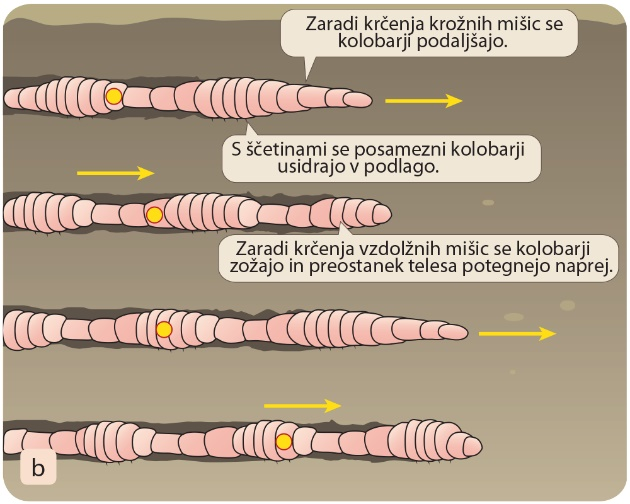 Zaradi krčenja krožnih mišic se
kolobarji podaljšajo.
S ščetinami se posamezni kolobarji
usidrajo v podlago.
Zaradi krčenja vzdolžnih mišic se kolobarji
zožajo in preostanek telesa potegnejo naprej.
b